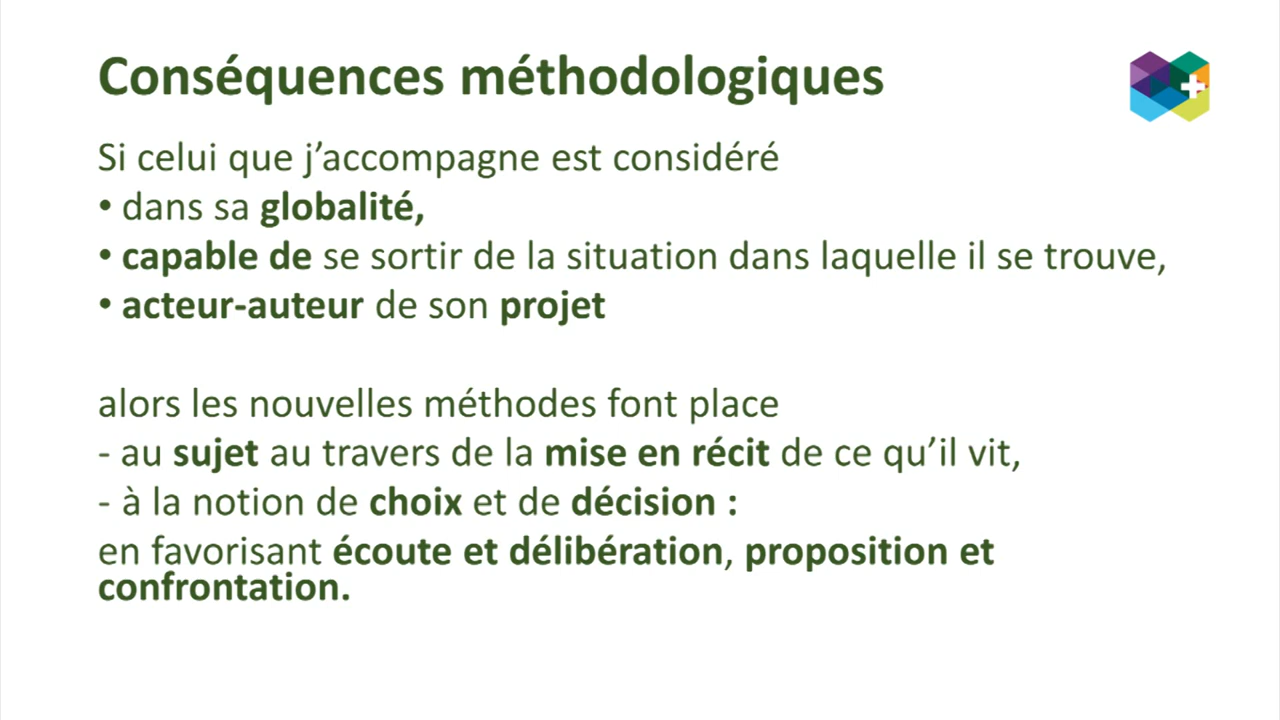 Conséquences méthodologiques
Si celui que j’accompagne est considéré
• dans sa globalité,
• capable de se sortir de la situation dans laquelle il se trouve,
• acteur-auteur de son projet
alors les nouvelles méthodes font place
- au sujet au travers de la mise en récit de ce qu’il vit,
- à la notion de choix et de décision :
en favorisant écoute et délibération, proposition et
confrontation.